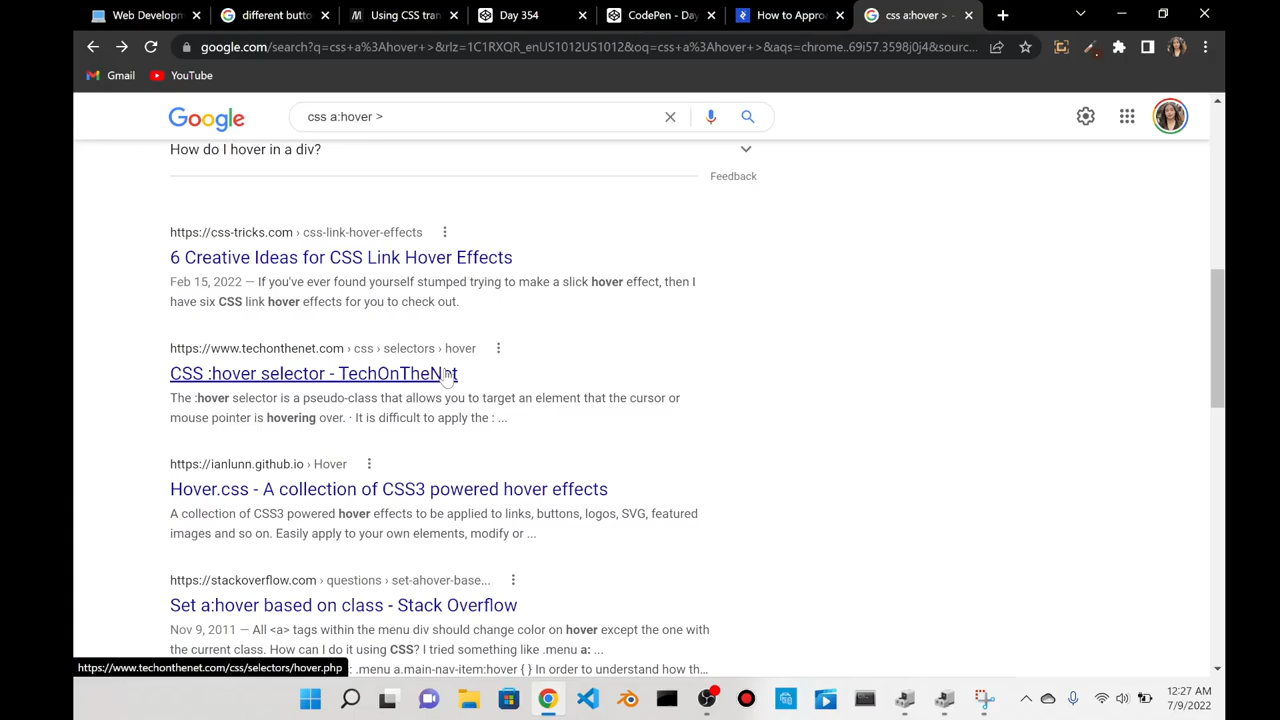 Web Developm
different butto
Using CSS tran
Day 354
CodePen - Day
How to Approa
css a:hover > -
google.com/search?q=css+a%3Ahover+>&rlz=1C1RXQR_enUS1012US1012&oq=css+a%3Ahover+>&aqs=chrome..69i57.3598j0j4&sourc...
Gmail
YouTube
Google
css a:hover >
How do I hover in a div?
Feedback
https://css-tricks.com › css-link-hover-effects
6 Creative Ideas for CSS Link Hover Effects
Feb 15, 2022 — If you've ever found yourself stumped trying to make a slick hover effect, then I
have six CSS link hover effects for you to check out.
https://www.techonthenet.com › css › selectors › hover
CSS :hover selector - TechOnTheNet
The :hover selector is a pseudo-class that allows you to target an element that the cursor or
mouse pointer is hovering over. · It is difficult to apply the : ...
https://ianlunn.github.io › Hover
Hover.css - A collection of CSS3 powered hover effects
A collection of CSS3 powered hover effects to be applied to links, buttons, logos, SVG, featured
images and so on. Easily apply to your own elements, modify or ...
https://stackoverflow.com › questions › set-ahover-base...
Set a:hover based on class - Stack Overflow
Nov 9, 2011 — All <a> tags within the menu div should change color on hover except the one with
the current class. How can I do it using CSS? I tried something like .menu a: ...
https://www.techonthenet.com/css/selectors/hover.php
: .menu a.main-nav-item:hover { } In order to understand how th...
12:27 AM
7/9/2022